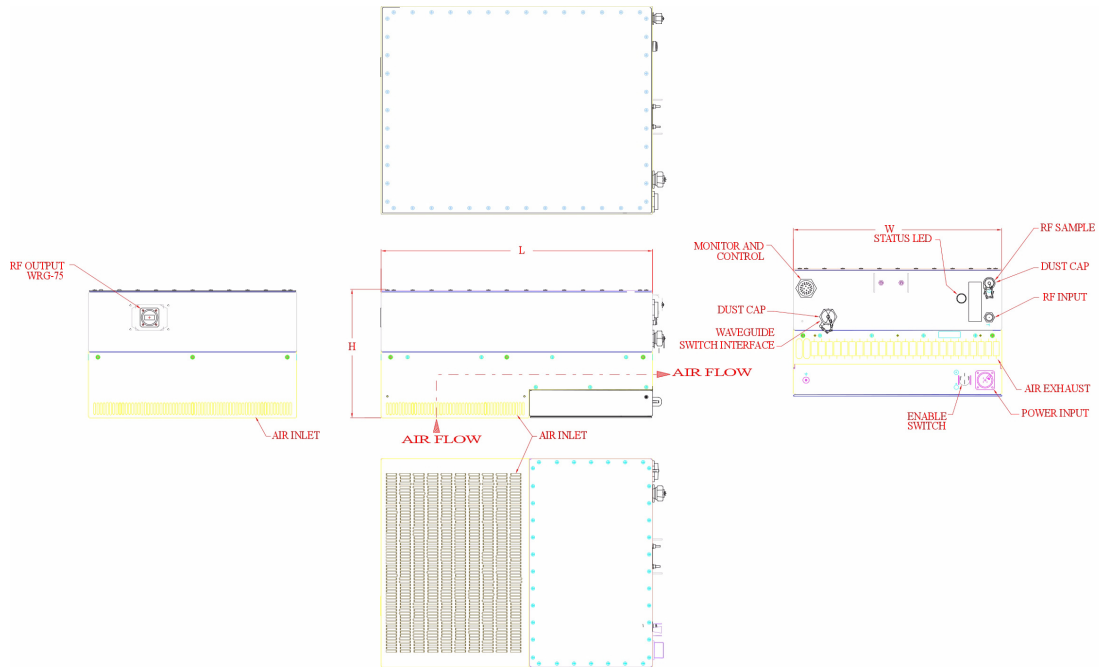 L
W
STATUS LED
RF SAMPLE
MONITOR AND
CONTROL
DUST CAP
RF OUTPUT
WRG-75
DUST CAP
RF INPUT
WAVEGUIDE
SWITCH INTERFACE
H
AIR FLOW
AIR EXHAUST
ENABLE
SWITCH
POWER INPUT
AIR INLET
AIR FLOW
AIR INLET